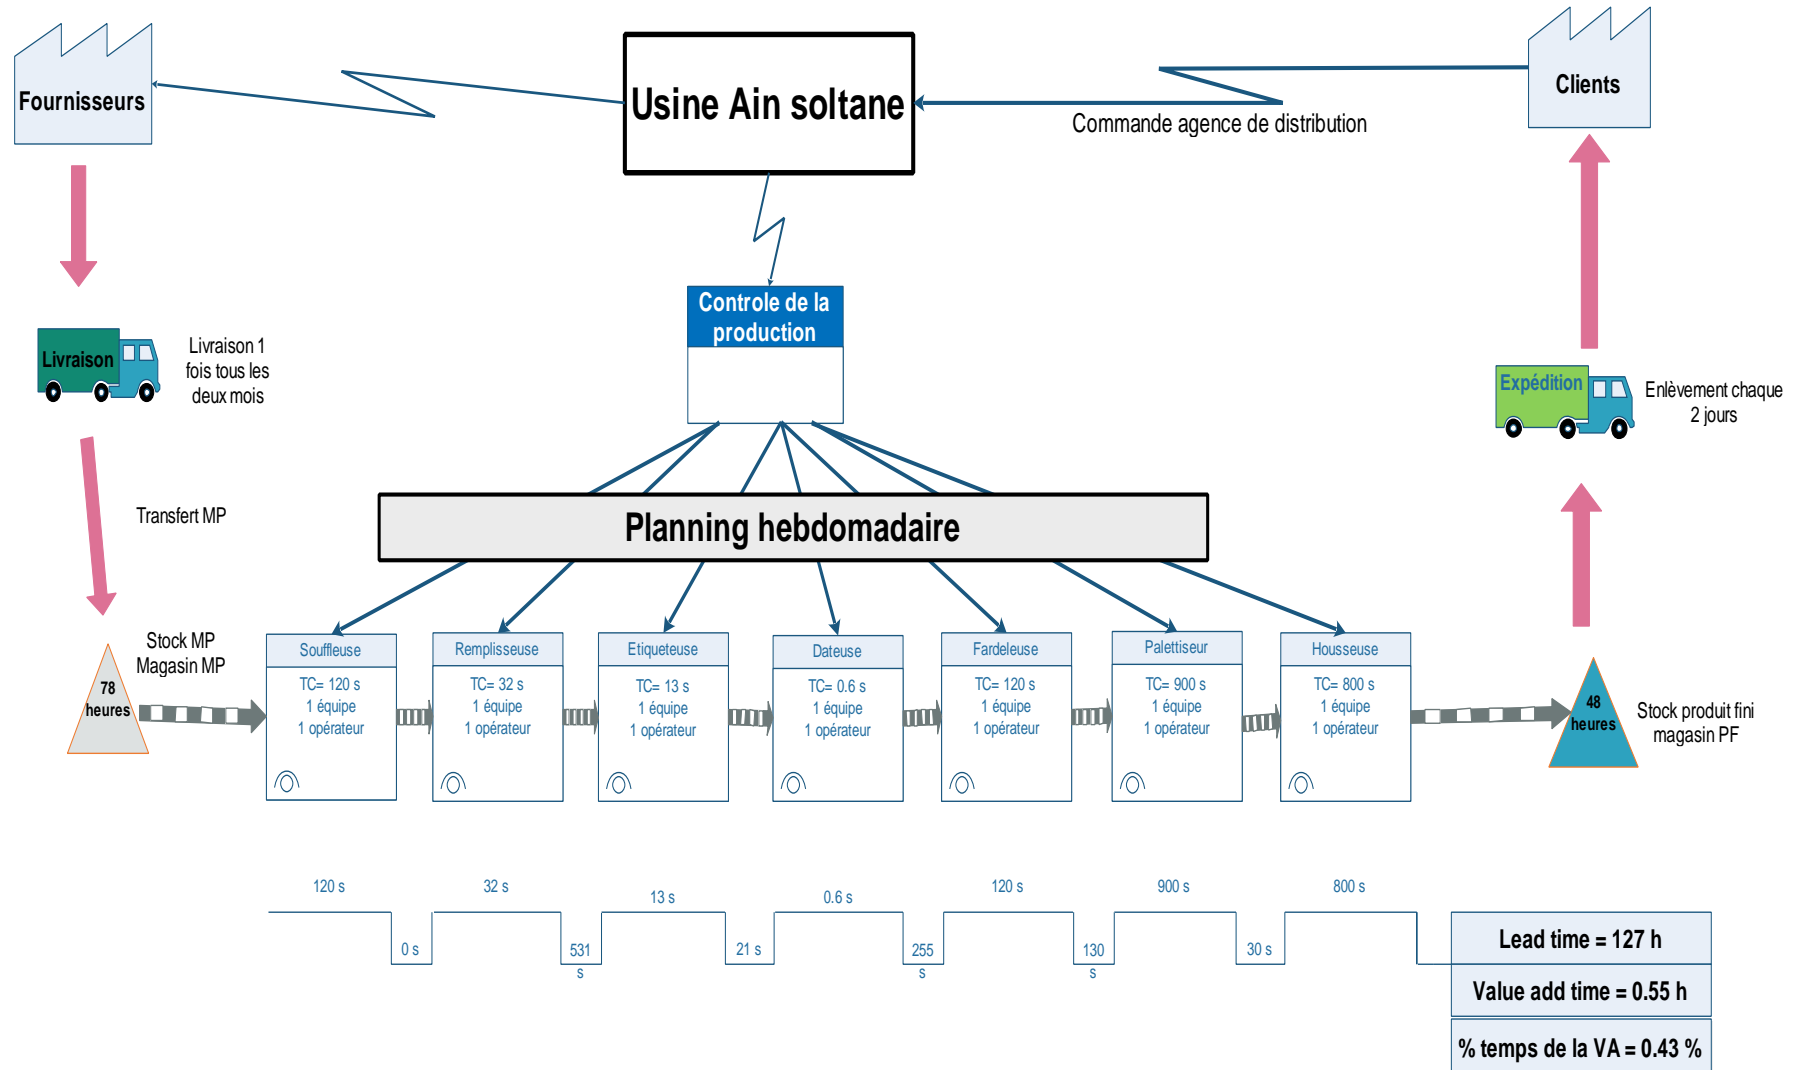 Fournisseurs
Usine Ain soltane
Clients
Commande agence de distribution
Controle de la
production
Livraison
Livraison 1
fois tous les
deux mois
Expédition
Enlèvement chaque
2 jours
Transfert MP
Planning hebdomadaire
Stock MP
Magasin MP
78
heures
Souffleuse
TC= 120 s
1 équipe
1 opérateur
Remplisseuse
TC= 32 s
1 équipe
1 opérateur
Etiqueteuse
TC= 13 s
1 équipe
1 opérateur
Dateuse
TC= 0.6 s
1 équipe
1 opérateur
Fardeleuse
TC= 120 s
1 équipe
1 opérateur
Palettiseur
TC= 900 s
1 équipe
1 opérateur
Housseuse
TC= 800 s
1 équipe
1 opérateur
48
heures
Stock produit fini
magasin PF
120 s
32 s
13 s
0.6 s
120 s
900 s
800 s
0 s
531
s
21 s
255
s
130
s
30 s
Lead time = 127 h
Value add time = 0.55 h
% temps de la VA = 0.43 %